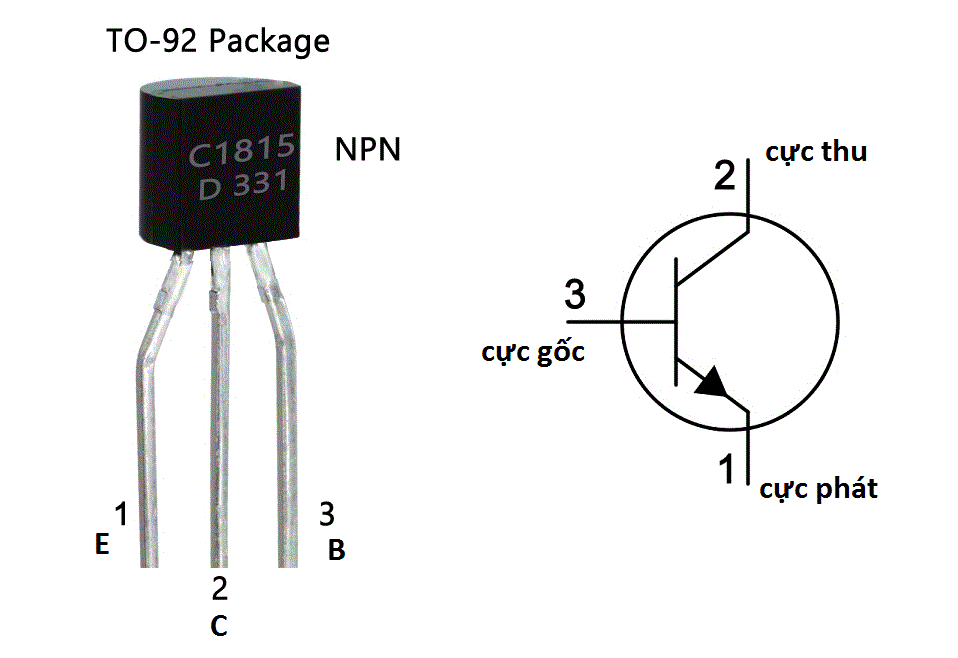 TO-92 Package
C1815
D 331
NPN
1
E
2
C
3
B
2
cực thu
3
cực gốc
1
cực phát